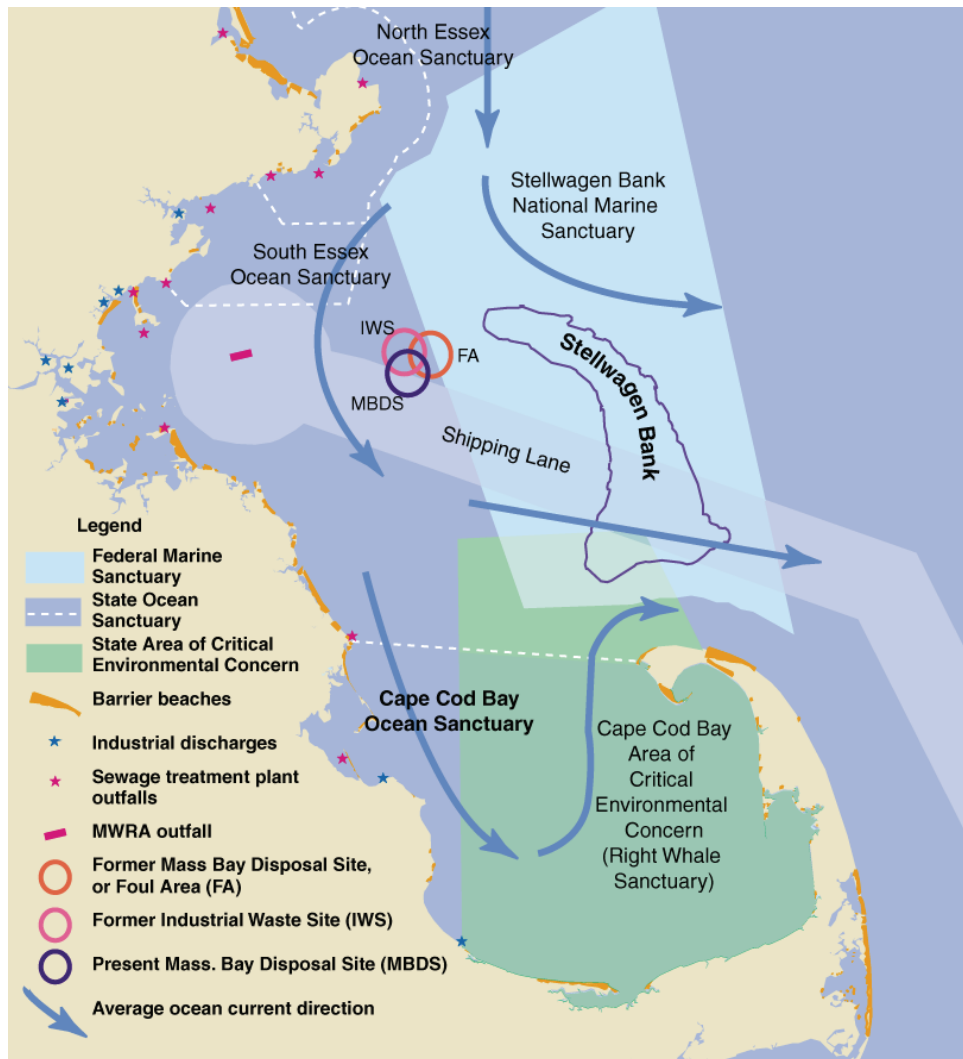 North Essex
Ocean Sanctuary
Stellwagen Bank
National Marine
Sanctuary
South Essex
Ocean Sanctuary
IWS
FA
MBDS
Stellwagen Bank
Shipping Lane
Legend
Federal Marine
Sanctuary
State Ocean
Sanctuary
State Area of Critical
Environmental Concern
Barrier beaches
Industrial discharges
Sewage treatment plant
outfalls
MWRA outfall
Former Mass Bay Disposal Site,
or Foul Area (FA)
Former Industrial Waste Site (IWS)
Present Mass. Bay Disposal Site (MBDS)
Average ocean current direction
Cape Cod Bay
Ocean Sanctuary
Cape Cod Bay
Area of
Critical
Environmental
Concern
(Right Whale
Sanctuary)